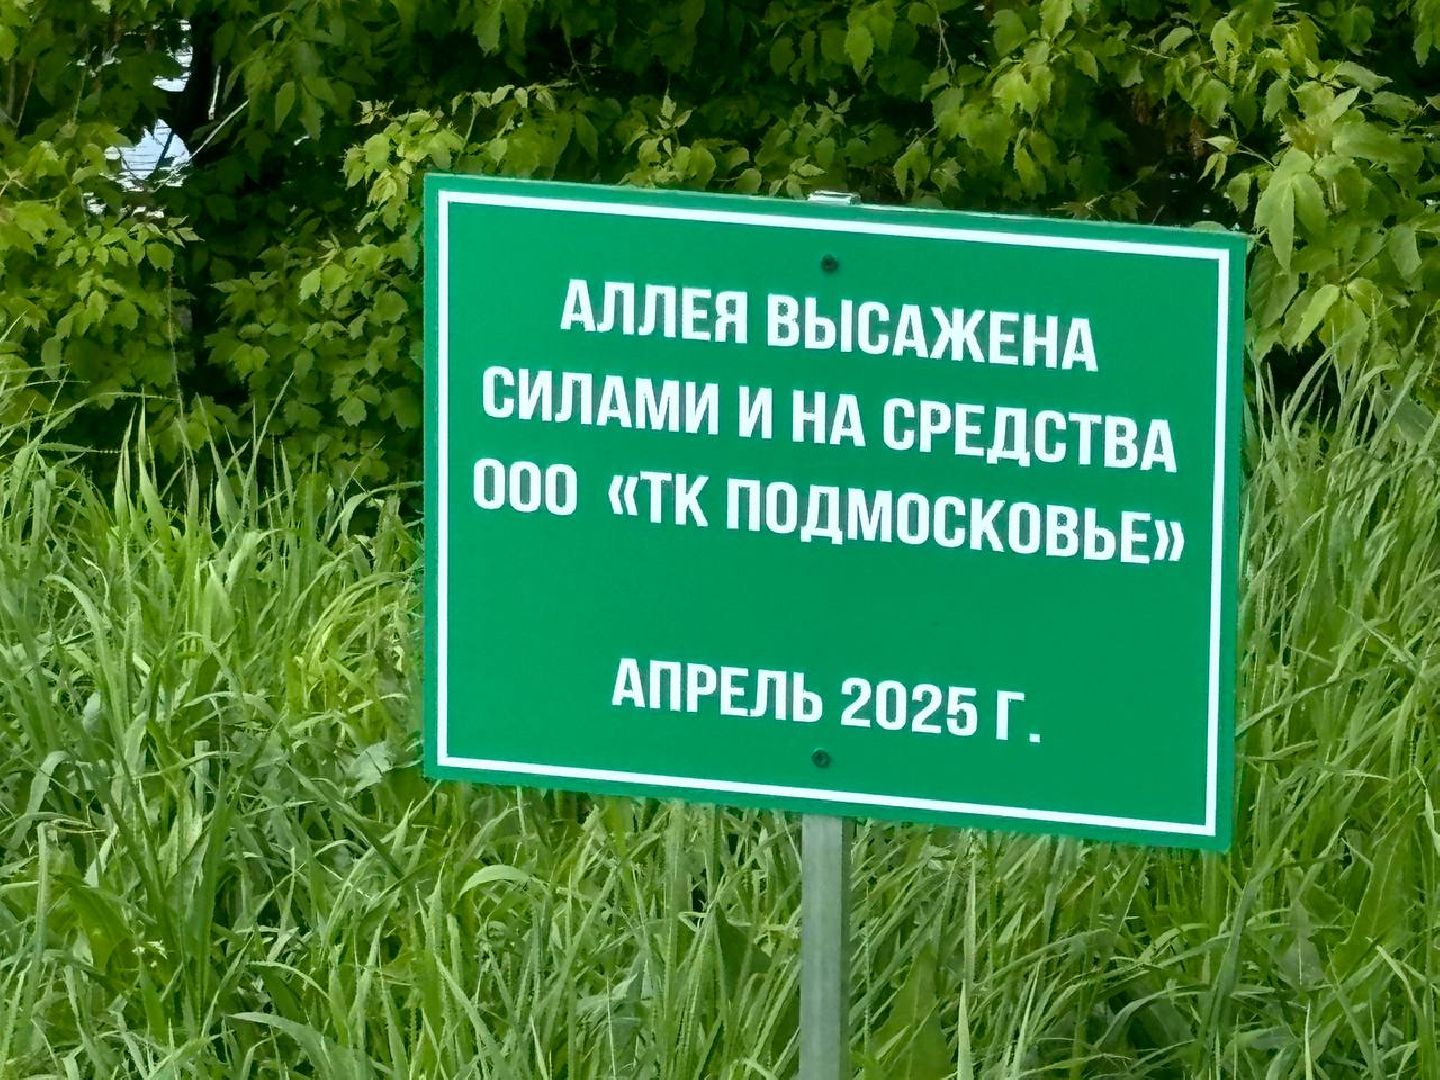 АЛЛЕЯ ВЫСАЖЕНА
СИЛАМИ И НА СРЕДСТВА
ООО «ТК ПОДМОСКОВЬЕ»
АПРЕЛЬ 2025 Г.